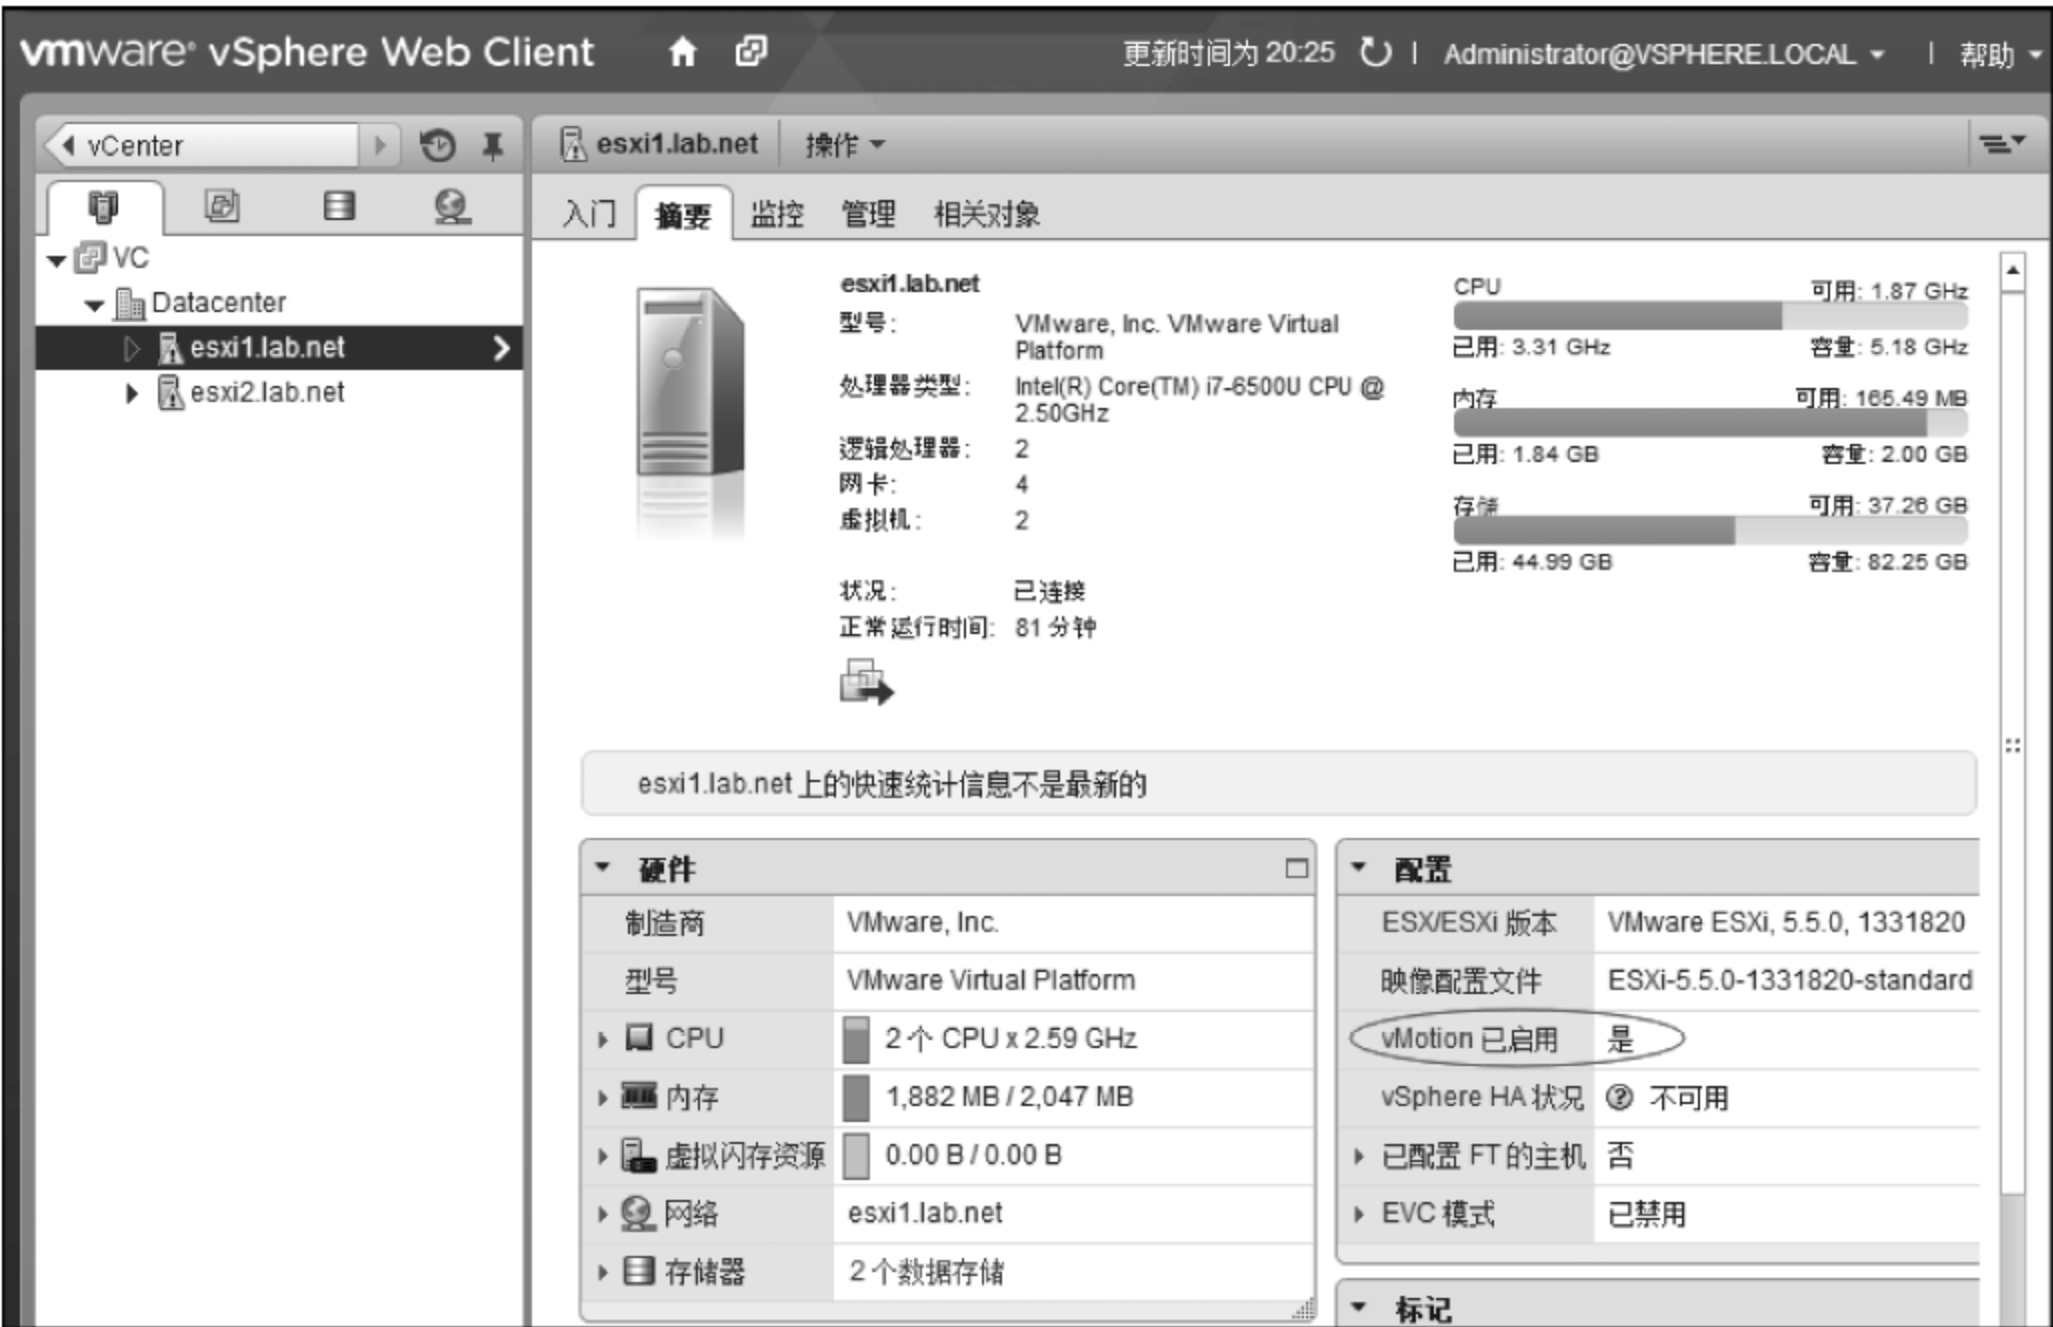 vmware® vSphere Web Client 更新时间为 20:25 Administrator@VSPHERE.LOCAL 帮助
vCenter
VC
Datacenter
esxi1.lab.net
esxi2.lab.net
esxi1.lab.net 操作
入门 摘要 监控 管理 相关对象
esxi1.lab.net
型号: VMware, Inc. VMware Virtual
Platform
处理器类型: Intel(R) Core(TM) i7-6500U CPU @
2.50GHz
逻辑处理器: 2
网卡: 4
虚拟机: 2
状况: 已连接
正常运行时间: 81 分钟
CPU 可用: 1.87 GHz
已用: 3.31 GHz 容量: 5.18 GHz
内存 可用: 165.49 MB
已用: 1.84 GB 容量: 2.00 GB
存储 可用: 37.26 GB
已用: 44.99 GB 容量: 82.25 GB
esxi1.lab.net 上的快速统计信息不是最新的
硬件
制造商 VMware, Inc.
型号 VMware Virtual Platform
CPU 2 个 CPU x 2.59 GHz
内存 1,882 MB / 2,047 MB
虚拟闪存资源 0.00 B / 0.00 B
网络 esxi1.lab.net
存储器 2 个数据存储
配置
ESX/ESXi 版本 VMware ESXi, 5.5.0, 1331820
映像配置文件 ESXi-5.5.0-1331820-standard
vMotion 已启用 是
vSphere HA 状况 不可用
已配置 FT 的主机 否
EVC 模式 已禁用
标记